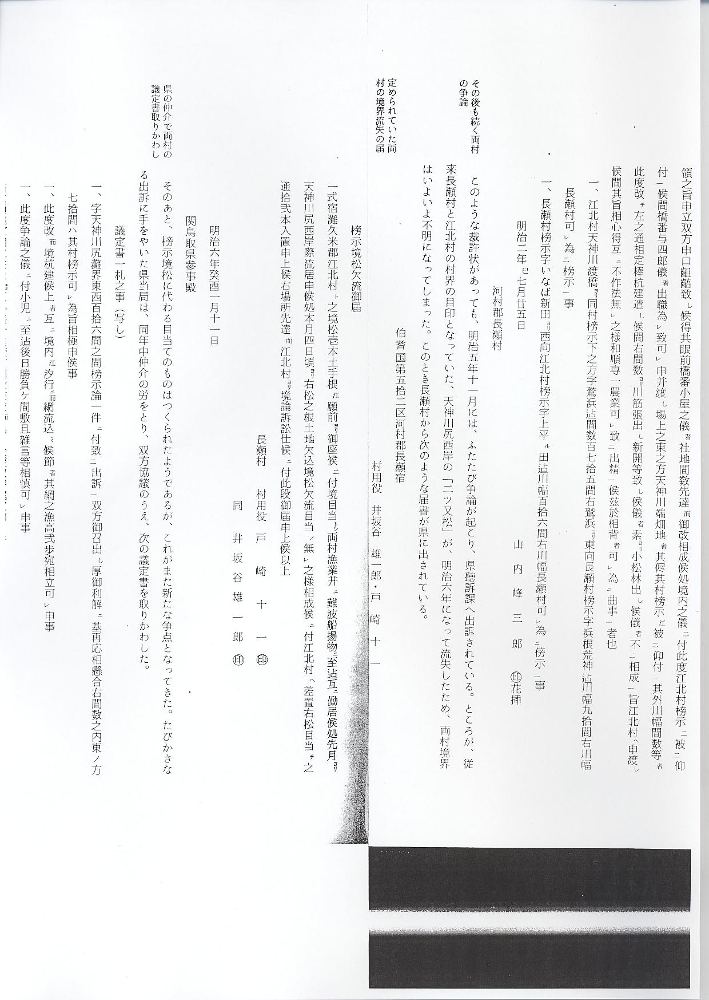 領之旨申立双方申口齟齬致シ候得共眼前橋番小屋之儀者社地間数先達而御改相成候処境内之儀ニ付此度江北村榜示ニ被ニ仰
付一候間橋番与四郎儀者出職為レ致可レ申并渡シ場上之東之方天神川端畑地者其侭其村榜示江被ニ仰付一其外川幅間数等者
此度改テ左之通相定棒杭建遣シ候間右間数ヨリ川筋張出シ新開等致シ候儀者素ヨリ小松林出シ候儀者不ニ相成一旨江北村ヘ申渡シ
候間其旨相心得互ニ不作法無レ之様和順専一農業可レ致ニ出精一候玆於相背者可レ為ニ曲事一者也
一、江北村天神川渡橋ヨリ同村榜示下之方字鷲浜迠間数百七拾五間右鷲浜ヨリ東向長瀬村榜示字浜根荒神迠川幅九拾間右川幅
長瀬村可レ為ニ榜示一事
一、長瀬村榜示字いなば新田ヨリ西向江北村榜示字上平ル田迠川幅百拾六間右川幅長瀬村可レ為ニ傍示一事
明治二年巳七月廿五日
山内峰三郎 ㊞花挿
河村郡長瀬村
その後も続く両村
の争論
このような裁許状があっても、明治五年十一月には、ふたたび争論が起こり、県聴訴課へ出訴されている。ところが、従
来長瀬村と江北村の村界の目印となっていた、天神川尻西岸の「二ツ又松」が、明治六年になって流失したため、両村境界
はいよいよ不明になってしまった。このとき長瀬村から次のような届書が県に出されている。
定められていた両
村の境界流失の届
伯耆国第五拾二区河村郡長瀬宿
村用役 井坂谷 雄一郎・戸崎十一
榜示境松欠流御届
一式宿灘久米郡江北村ト之境松壱本土手根江願前ヨリ御座候ニ付境目当トシ両村漁業并ニ難波船揚物ニ至迠互ニ働居候処先月ヨリ
天神川尻西岸際流居申候処本月四日頃ヨリ右松之根土地欠込境松欠流目当ノ無レ之様相成候ニ付江北村ヘ差置右松目当テ之
通拾弐本入置申上候右場所先達而江北村ヨリ境論訴訟仕候ニ付此段御届申上候以上
長瀬村 村用役 戸崎十一 ㊞
同 井坂谷雄一郎 ㊞
明治六年癸酉一月十一日
関鳥取県参事殿
県の仲介で両村の
議定書取りかわし
そのあと、榜示境松に代わる目当てのものはつくられたようであるが、これがまた新たな争点となってきた。たびかさな
る出訴に手をやいた県当局は、同年中仲介の労をとり、双方協議のうえ、次の議定書を取りかわした。
議定書一札之事（写し）
一、字天神川尻灘界東西百拾六間之間榜示論一件ニ付致ニ出訴一双方御召出シ厚御利解ニ基再応相懸合右間数之内東ノ方
七拾間ハ其村榜示可レ為旨相極申候事
一、此度改而境杭建候上者互ニ境内江汐行ニ而網流込ミ候節者其網之漁高弐歩宛相立可レ申事
一、此度争論之儀ニ付小児ニ至迠後日勝負ヶ間敷且雑言等相慎可レ申事